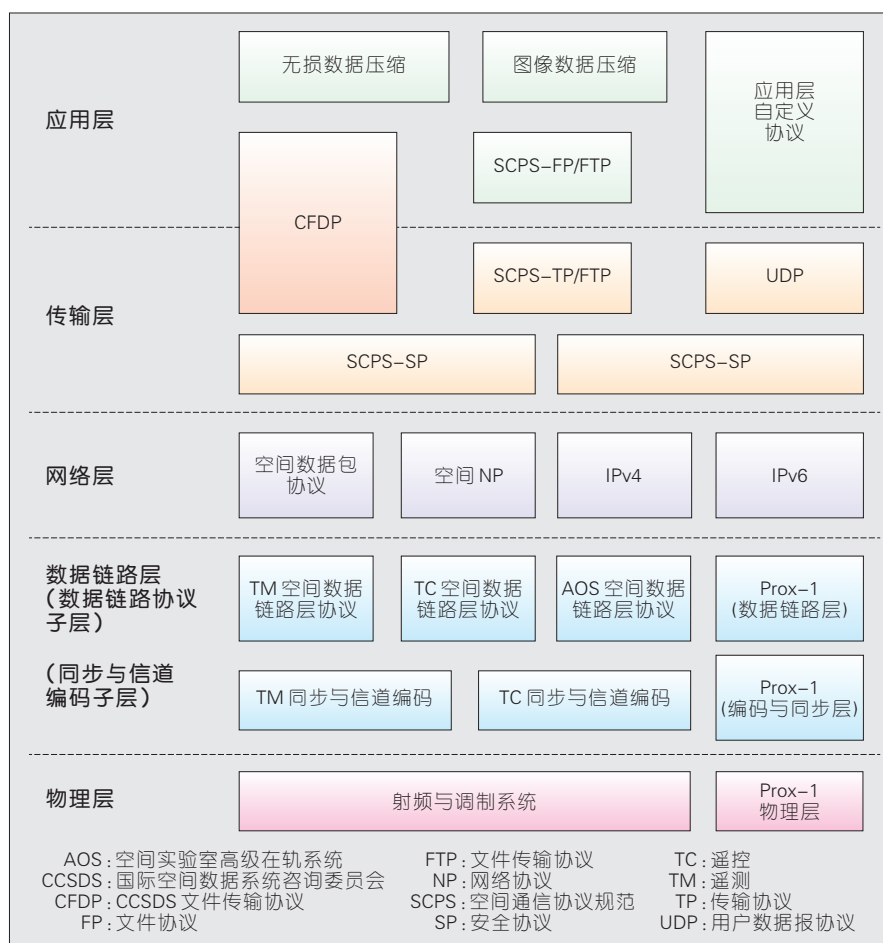 应用层
无损数据压缩
图像数据压缩
应用层
自定义
协议
CFDP
SCPS-FP/FTP
传输层
SCPS-TP/FTP
UDP
SCPS-SP
SCPS-SP
网络层
空间数据包
协议
空间 NP
IPv4
IPv6
数据链路层
(数据链路协议
子层)
TM 空间数据
链路层协议
TC 空间数据
链路层协议
AOS 空间数据
链路层协议
Prox-1
(数据链路层)
(同步与信道
编码子层)
TM 同步与信道编码
TC 同步与信道编码
Prox-1
(编码与同步层)
物理层
射频与调制系统
Prox-1
物理层
AOS:空间实验室高级在轨系统
CCSDS:国际空间数据系统咨询委员会
CFDP:CCSDS 文件传输协议
FP:文件协议
FTP:文件传输协议
NP:网络协议
SCPS:空间通信协议规范
SP:安全协议
TC:遥控
TM:遥测
TP:传输协议
UDP:用户数据报协议